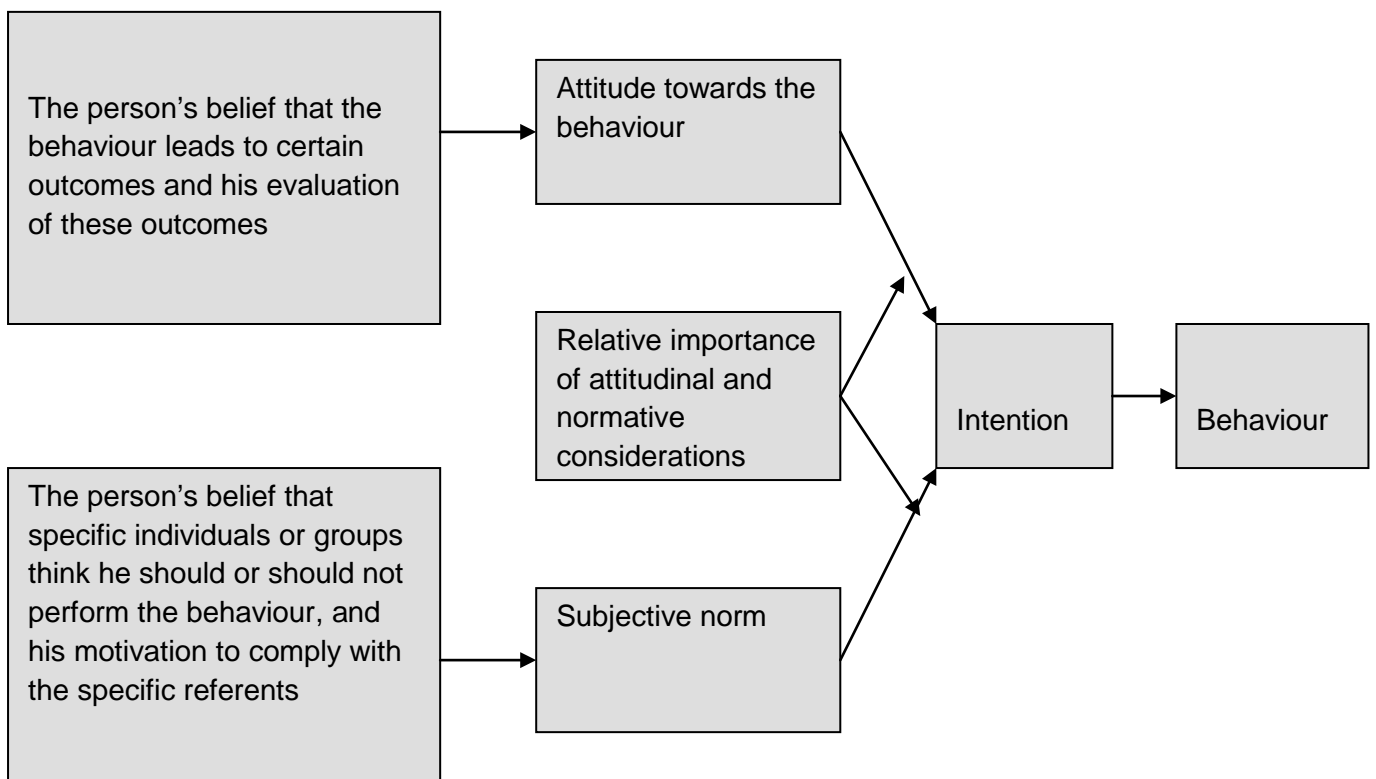 The person’s belief that the
behaviour leads to certain
outcomes and his evaluation
of these outcomes
Attitude towards the
behaviour
Relative importance
of attitudinal and
normative
considerations
Intention
Behaviour
The person’s belief that
specific individuals or groups
think he should or should not
perform the behaviour, and
his motivation to comply with
the specific referents
Subjective norm